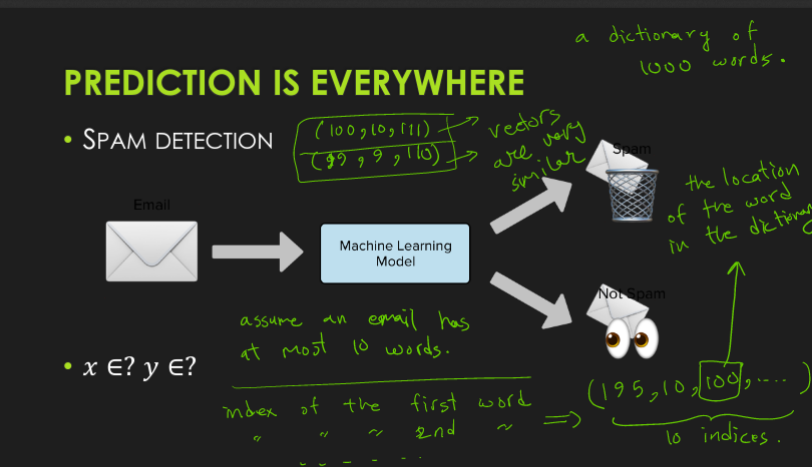 a dictionary of
1000 words.
PREDICTION IS EVERYWHERE
• SPAM DETECTION
(100, 10, 111) → vectors
(99, 9, 110) → are very
similar
Spam
the location
of the word
in the dictionary
Email
Machine Learning
Model
Not Spam
assume an email has
at most 10 words.
• x ∈? y ∈?
(195, 10, 100, ....)
index of the first word ⇒
" " ~ 2nd ~
10 indices.